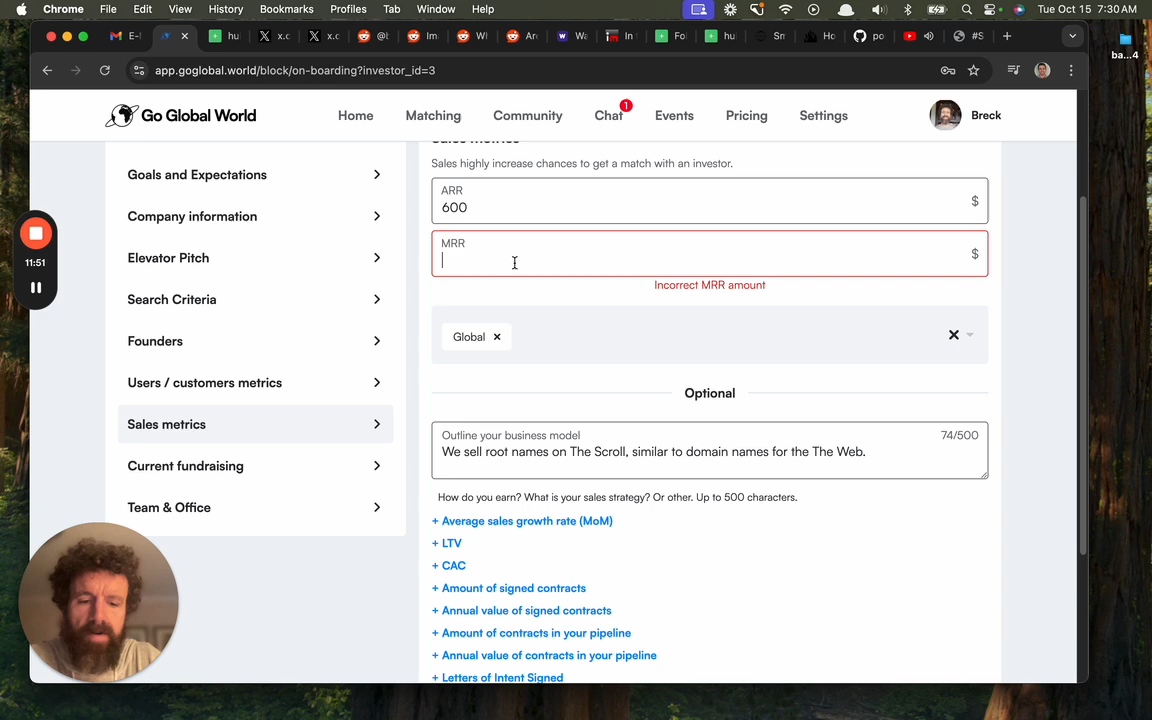 Chrome File Edit View History Bookmarks Profiles Tab Window Help Tue Oct 15 7:30 AM
app.goglobal.world/block/on-boarding?investor_id=3
ba...4
Go Global World Home Matching Community Chat 1 Events Pricing Settings Breck
Sales metrics
Sales highly increase chances to get a match with an investor.
Goals and Expectations
Company information
Elevator Pitch
Search Criteria
Founders
Users / customers metrics
Sales metrics
Current fundraising
Team & Office
11:51
ARR
600 $
MRR
$
Incorrect MRR amount
Global
Optional
Outline your business model 74/500
We sell root names on The Scroll, similar to domain names for the The Web.
How do you earn? What is your sales strategy? Or other. Up to 500 characters.
+ Average sales growth rate (MoM)
+ LTV
+ CAC
+ Amount of signed contracts
+ Annual value of signed contracts
+ Amount of contracts in your pipeline
+ Annual value of contracts in your pipeline
+ Letters of Intent Signed